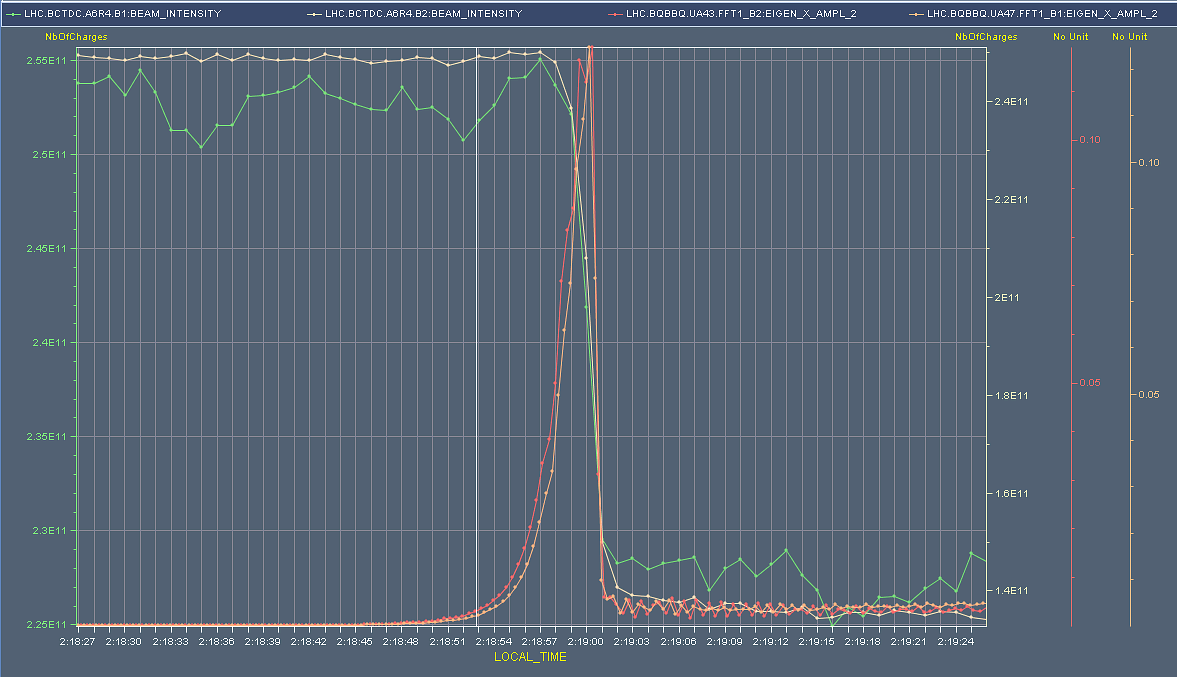 LHC.BCTDC.A6R4.B1:BEAM_INTENSITY LHC.BCTDC.A6R4.B2:BEAM_INTENSITY LHC.BQBBQ.UA43.FFT1_B2:EIGEN_X_AMPL_2 LHC.BQBBQ.UA47.FFT1_B1:EIGEN_X_AMPL_2
NbOfCharges NbOfCharges No Unit No Unit
2.55E11
2.4E11
0.10
2.5E11
0.10
2.2E11
2.45E11
2E11
2.4E11
0.05
1.8E11
0.05
2.35E11
1.6E11
2.3E11
1.4E11
2.25E11
2:18:27 2:18:30 2:18:33 2:18:36 2:18:39 2:18:42 2:18:45 2:18:48 2:18:51 2:18:54 2:18:57 2:19:00 2:19:03 2:19:06 2:19:09 2:19:12 2:19:15 2:19:18 2:19:21 2:19:24
LOCAL_TIME